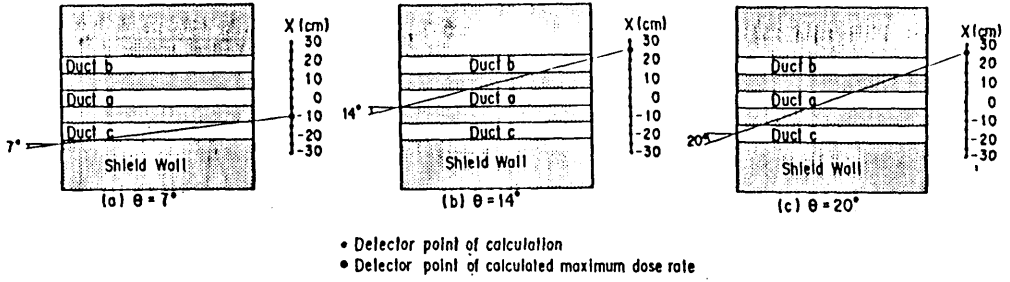 X (cm)
30
20
10
0
-10
-20
-30
Duct b
Duct a
Duct c
7°
Shield Wall
(a) θ = 7°
X (cm)
30
20
10
0
-10
-20
-30
Duct b
Duct a
Duct c
14°
Shield Wall
(b) θ = 14°
X (cm)
30
20
10
0
-10
-20
-30
Duct b
Duct a
Duct c
20°
Shield Wall
(c) θ = 20°
• Detector point of calculation
● Detector point of calculated maximum dose rate